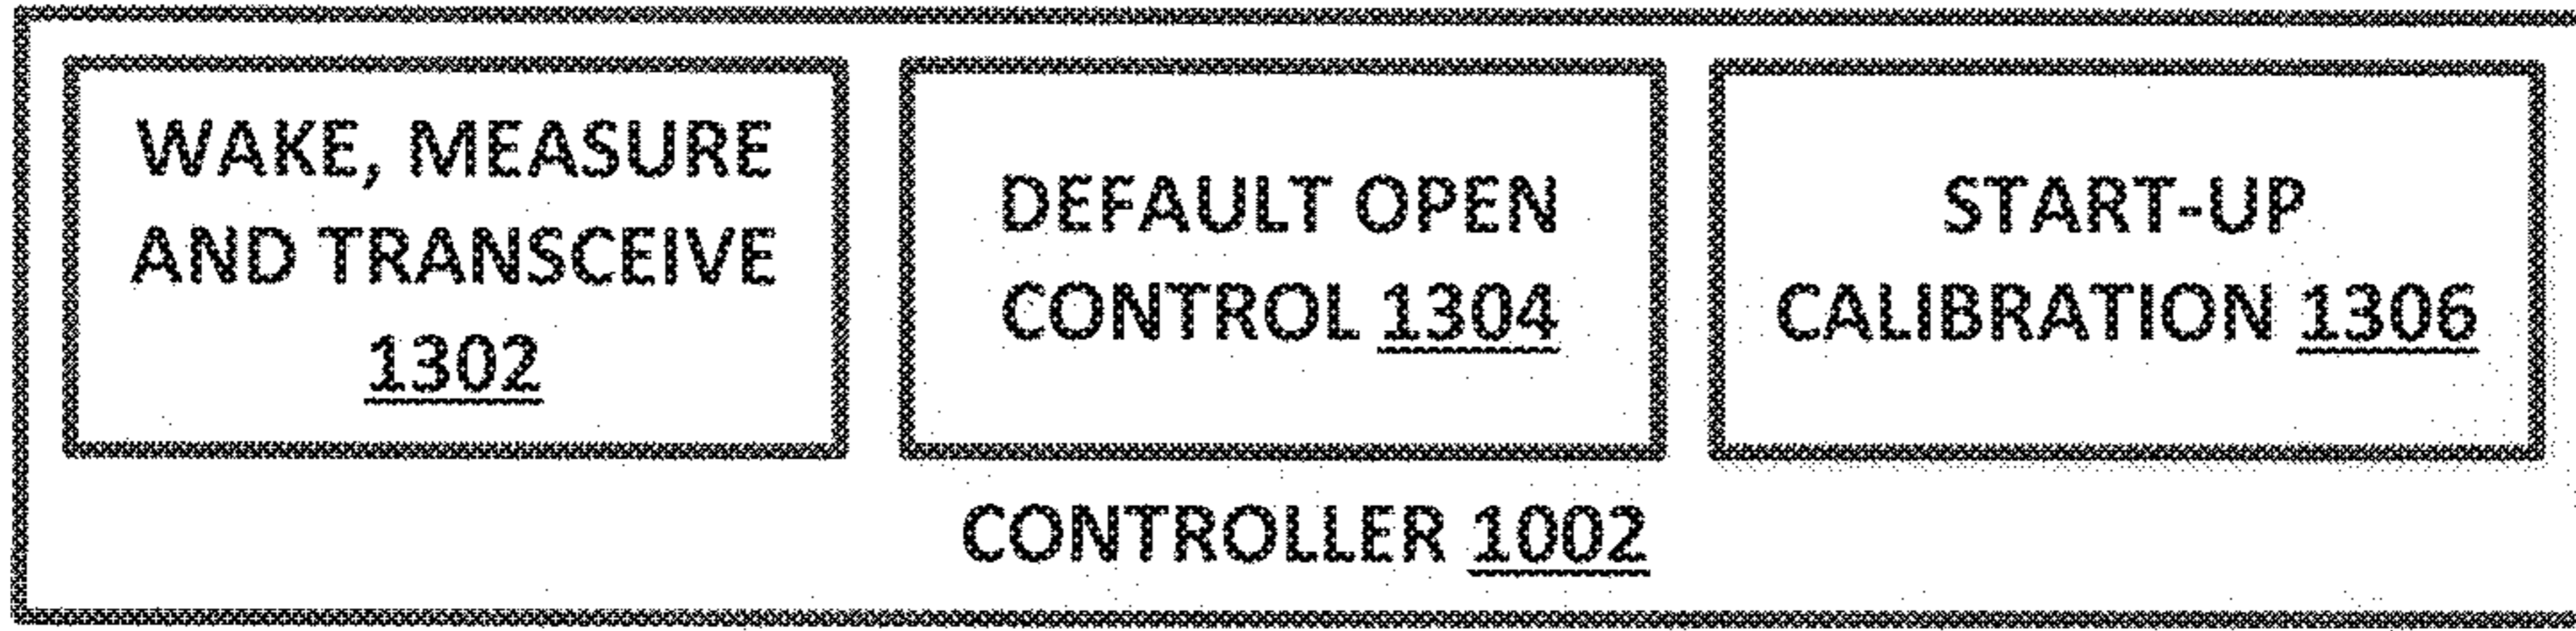 WAKE, MEASURE
AND TRANSCEIVE
1302
DEFAULT OPEN
CONTROL 1304
START-UP
CALIBRATION 1306
CONTROLLER 1002